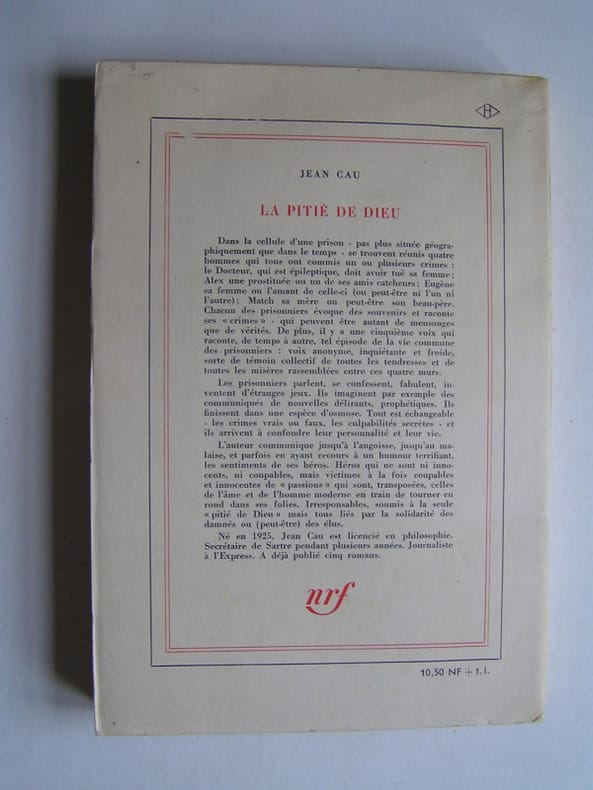 H
JEAN CAU
LA PITIÉ DE DIEU
Dans la cellule d'une prison - pas plus située géogra-
phiquement que dans le temps - se trouvent réunis quatre
hommes qui tous ont commis un ou plusieurs crimes :
le Docteur, qui est épileptique, doit avoir tué sa femme ;
Alex une prostituée ou un de ses amis catcheurs ; Eugène
sa femme ou l'amant de celle-ci (ou peut-être ni l'un ni
l'autre) ; Match sa mère ou peut-être son beau-père.
Chacun des prisonniers évoque des souvenirs et raconte
ses « crimes » - qui peuvent être autant de mensonges
que de vérités. De plus, il y a une cinquième voix qui
raconte, de temps à autre, tel épisode de la vie commune
des prisonniers : voix anonyme, inquiétante et froide,
sorte de témoin collectif de toutes les tendresses et de
toutes les misères rassemblées entre ces quatre murs.
Les prisonniers parlent, se confessent, fabulent, in-
ventent d'étranges jeux. Ils imaginent par exemple des
communiqués de nouvelles délirants, prophétiques. Ils
finissent dans une espèce d'osmose. Tout est échangeable
- les crimes vrais ou faux, les culpabilités secrètes - et
ils arrivent à confondre leur personnalité et leur vie.
L'auteur communique jusqu'à l'angoisse, jusqu'au ma-
laise, et parfois en ayant recours à un humour terrifiant,
les sentiments de ses héros. Héros qui ne sont ni inno-
cents, ni coupables, mais victimes à la fois coupables
et innocentes de « passions » qui sont, transposées, celles
de l'âme et de l'homme moderne en train de tourner en
rond dans ses folies. Irresponsables, soumis à la seule
« pitié de Dieu » mais tous liés par la solidarité des
damnés ou (peut-être) des élus.
Né en 1925, Jean Cau est licencié en philosophie.
Secrétaire de Sartre pendant plusieurs années. Journaliste
à l'Express. A déjà publié cinq romans.
nrf
10,50 NF + t. l.